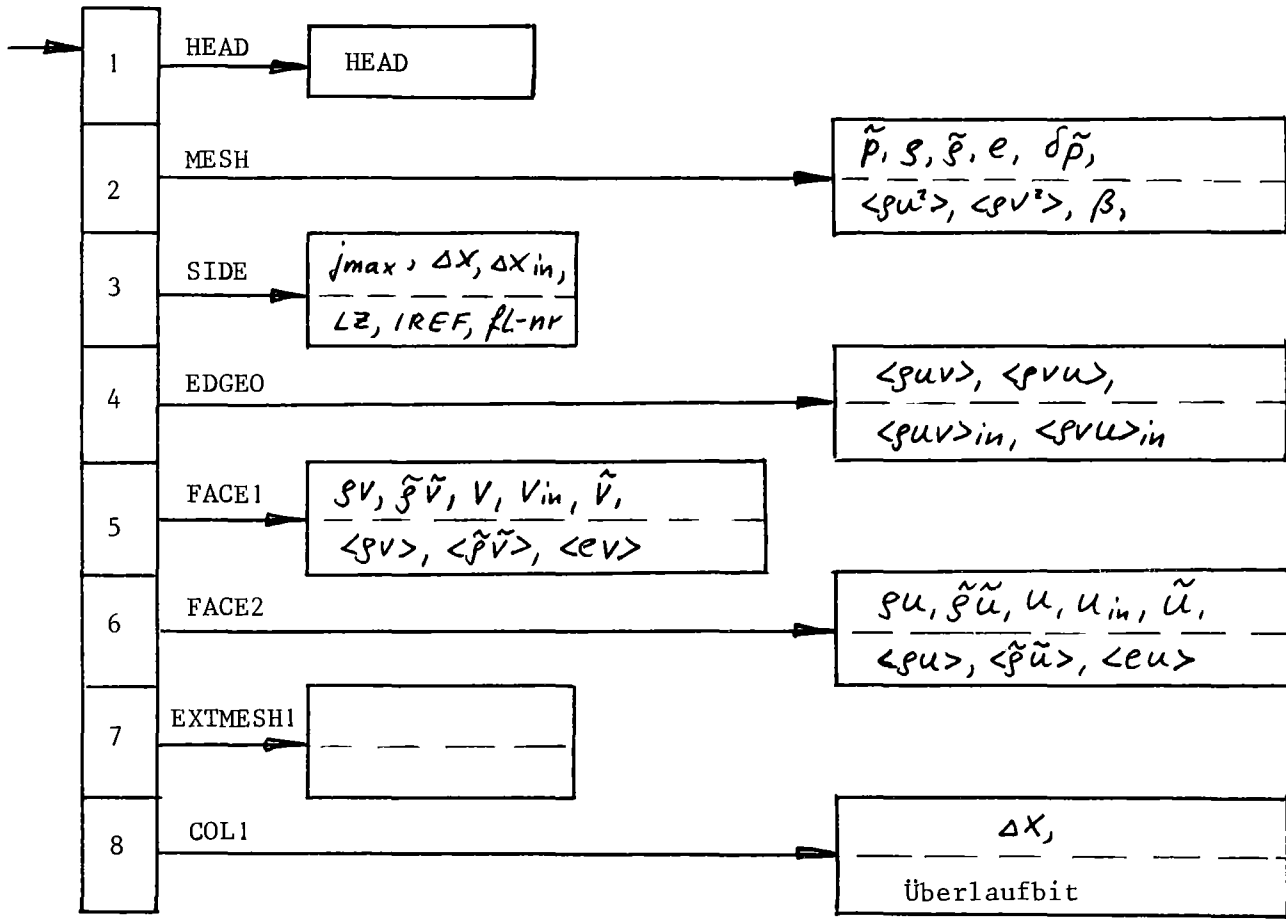 1 HEAD HEAD
2 MESH
p̃, ρ, ρ̃, e, δp̃,
<ρu²>, <ρv²>, β,
3 SIDE
jmax, ΔX, ΔXin,
LZ, IREF, fl-nr
4 EDGEO
<ρuv>, <ρvu>,
<ρuv>in, <ρvu>in
5 FACE1
ρv, ρ̃ṽ, v, vin, ṽ,
<ρv>, <ρ̃ṽ>, <ev>
6 FACE2
ρu, ρ̃ũ, u, uin, ũ,
<ρu>, <ρ̃ũ>, <eu>
7 EXTMESH1
8 COL1
ΔX,
Überlaufbit